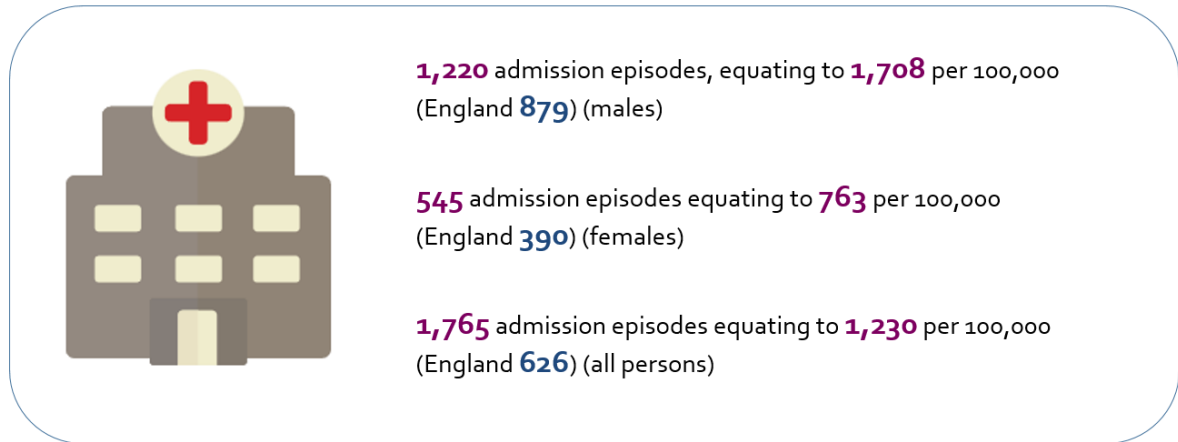 1,220 admission episodes, equating to 1,708 per 100,000
(England 879) (males)
545 admission episodes equating to 763 per 100,000
(England 390) (females)
1,765 admission episodes equating to 1,230 per 100,000
(England 626) (all persons)